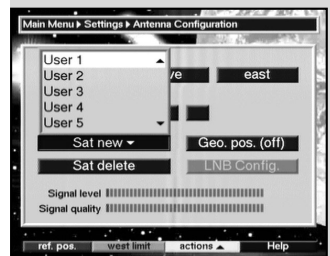 Main Menu ▸ Settings ▸ Antenna Configuration
User 1
User 2
ve
east
User 3
User 4
User 5
Sat new
Geo. pos. (off)
Sat delete
LNB Config.
Signal level
Signal quality
ref. pos.
west limit
actions
Help